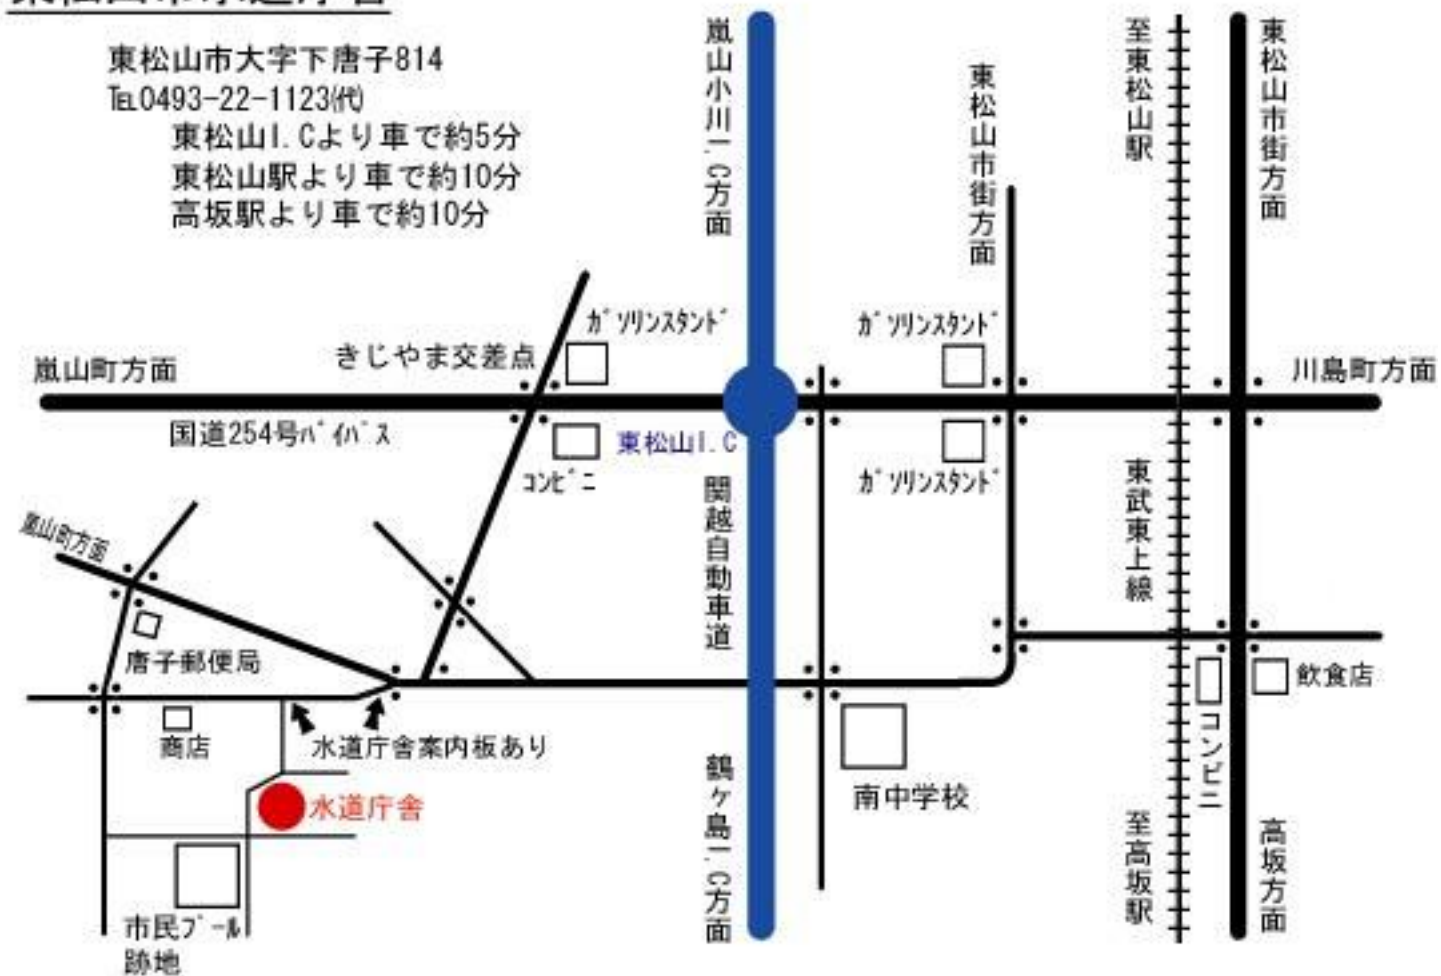 東松山市水道庁舎
東松山市大字下唐子814
℡0493-22-1123㈹
東松山I.Cより車で約5分
東松山駅より車で約10分
高坂駅より車で約10分
嵐山小川I.C方面
東松山市街方面
至東松山駅
東松山市街方面
ガソリンスタンド
ガソリンスタンド
きじやま交差点
嵐山町方面
川島町方面
国道254号バイパス
東松山I.C
コンビニ
ガソリンスタンド
関越自動車道
東武東上線
嵐山町方面
唐子郵便局
飲食店
商店
水道庁舎案内板あり
コンビニ
水道庁舎
南中学校
鶴ヶ島I.C方面
至高坂駅
高坂方面
市民プール
跡地